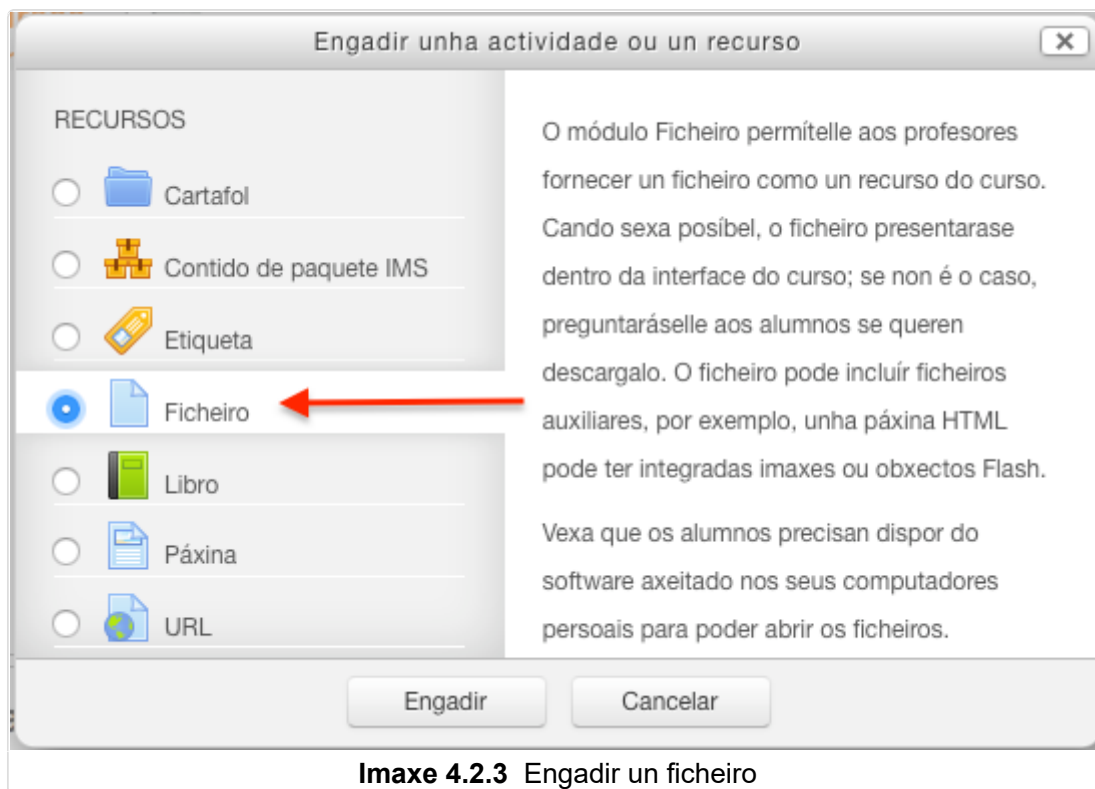 Engadir unha actividade ou un recurso
RECURSOS
Cartafol
Contido de paquete IMS
Etiqueta
Ficheiro
Libro
Páxina
URL
O módulo Ficheiro permítelle aos profesores
fornecer un ficheiro como un recurso do curso.
Cando sexa posíbel, o ficheiro presentarase
dentro da interface do curso; se non é o caso,
preguntaráselle aos alumnos se queren
descargalo. O ficheiro pode incluír ficheiros
auxiliares, por exemplo, unha páxina HTML
pode ter integradas imaxes ou obxectos Flash.
Vexa que os alumnos precisan dispor do
software axeitado nos seus computadores
persoais para poder abrir os ficheiros.
Engadir
Cancelar
Imaxe 4.2.3 Engadir un ficheiro